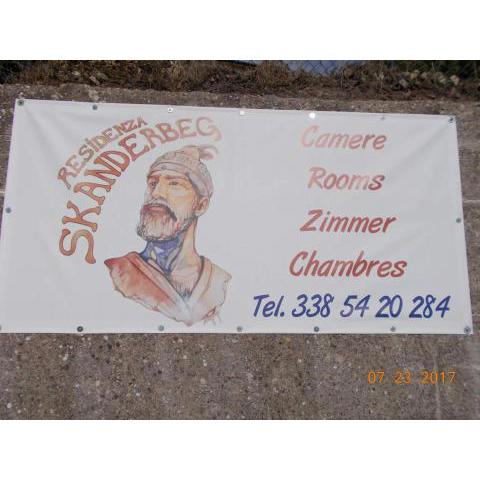 RESIDENZA
SKANDERBEG
Camere
Rooms
Zimmer
Chambres
Tel. 338 54 20 284
07 23 2017